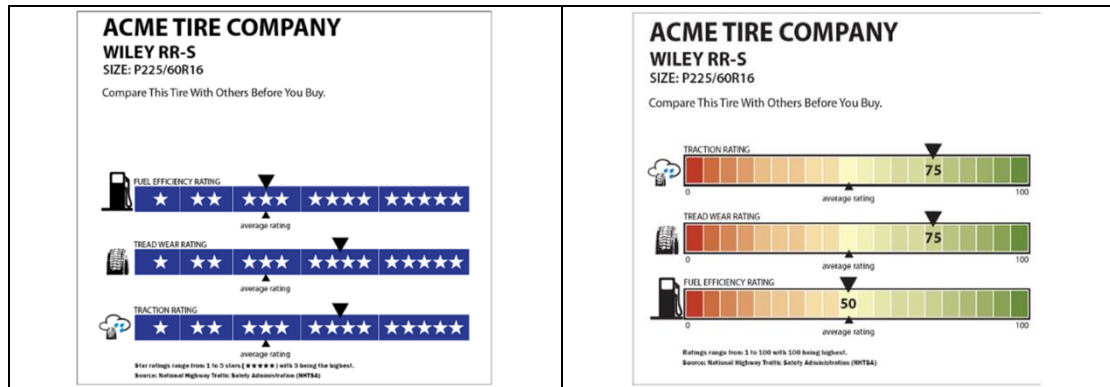 ACME TIRE COMPANY
WILEY RR-S
SIZE: P225/60R16
Compare This Tire With Others Before You Buy.
FUEL EFFICIENCY RATING
★ ★★ ★★★ ★★★★ ★★★★★
average rating
TREAD WEAR RATING
★ ★★ ★★★ ★★★★ ★★★★★
average rating
TRACTION RATING
★ ★★ ★★★ ★★★★ ★★★★★
average rating
Star ratings range from 1 to 5 stars (★★★★★) with 5 being the highest.
Source: National Highway Traffic Safety Administration (NHTSA)
ACME TIRE COMPANY
WILEY RR-S
SIZE: P225/60R16
Compare This Tire With Others Before You Buy.
TRACTION RATING
75
0 100
average rating
TREAD WEAR RATING
75
0 100
average rating
FUEL EFFICIENCY RATING
50
0 100
average rating
Ratings range from 1 to 100 with 100 being highest.
Source: National Highway Traffic Safety Administration (NHTSA)